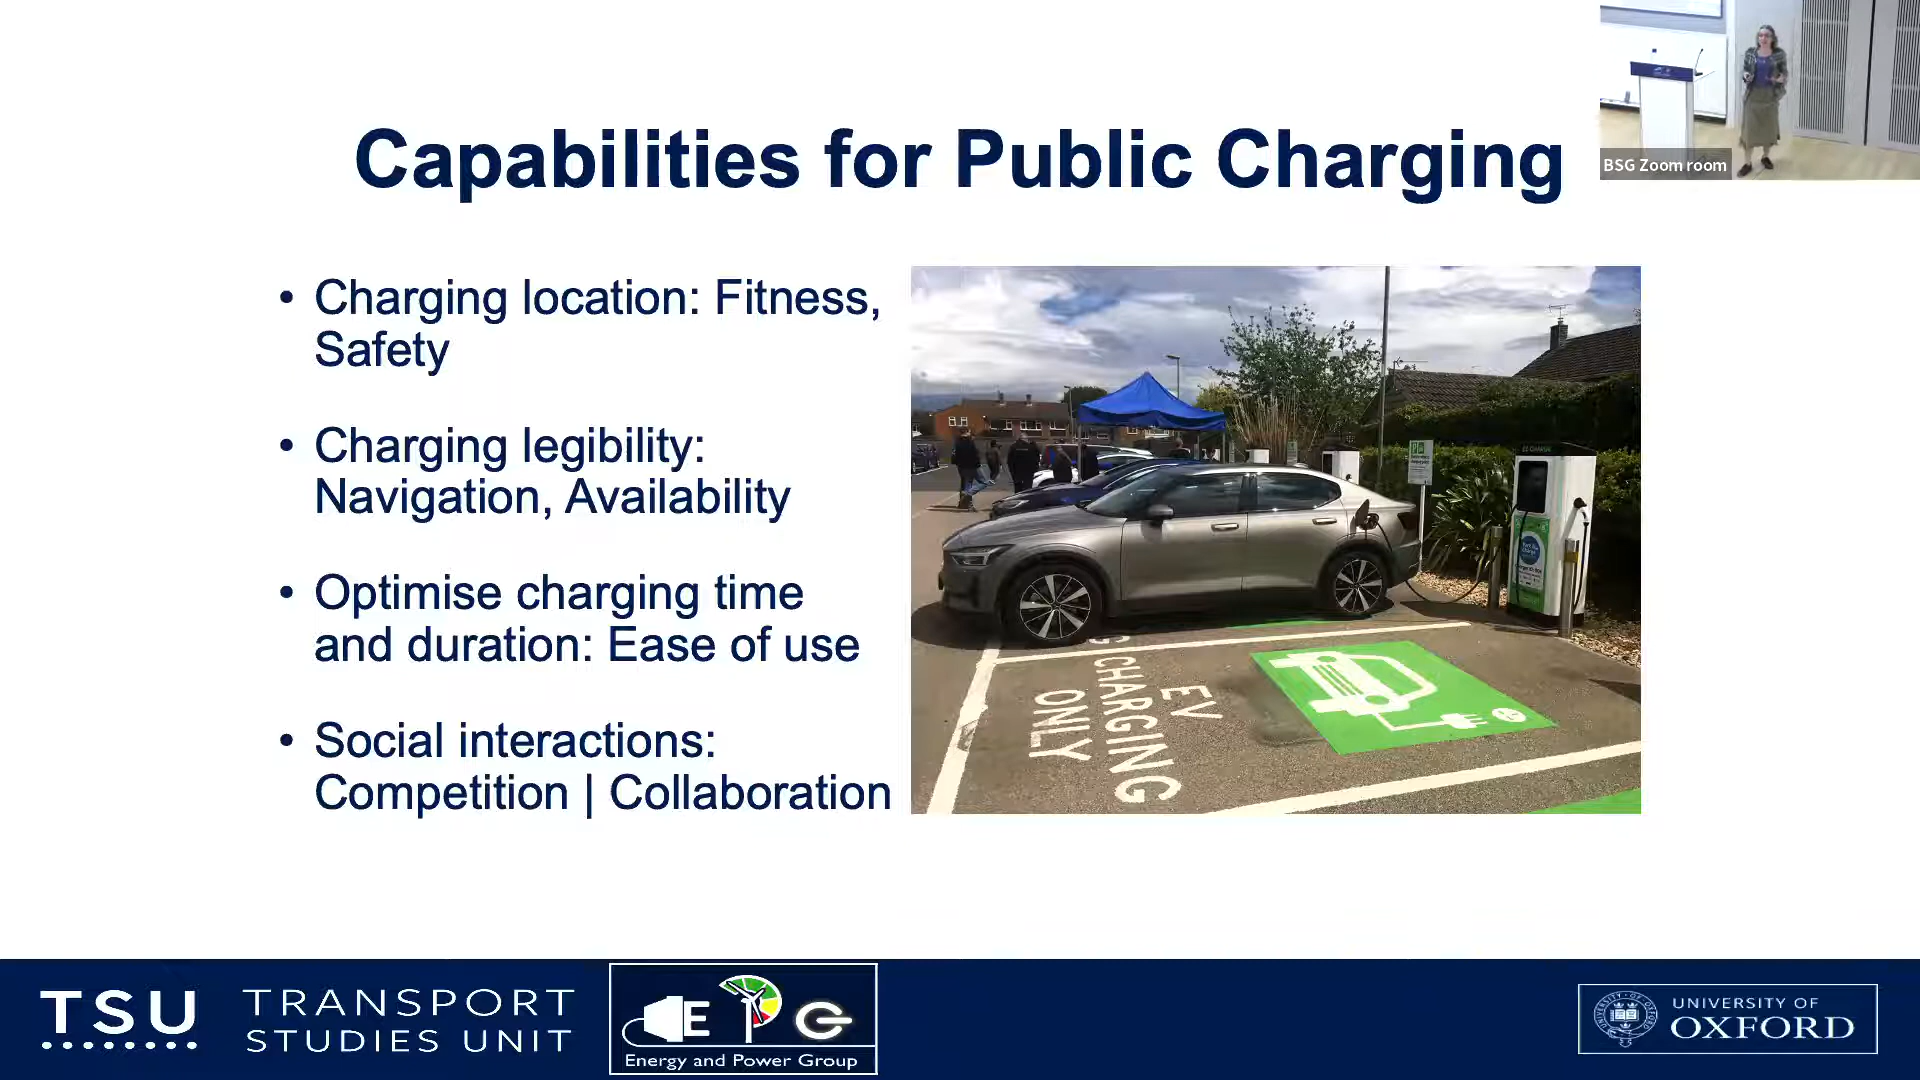 Capabilities for Public Charging
BSG Zoom room
• Charging location: Fitness,
Safety
• Charging legibility:
Navigation, Availability
• Optimise charging time
and duration: Ease of use
• Social interactions:
Competition | Collaboration
EV
CHARGING
ONLY
TSU
TRANSPORT
STUDIES UNIT
E P G
Energy and Power Group
UNIVERSITY OF
OXFORD